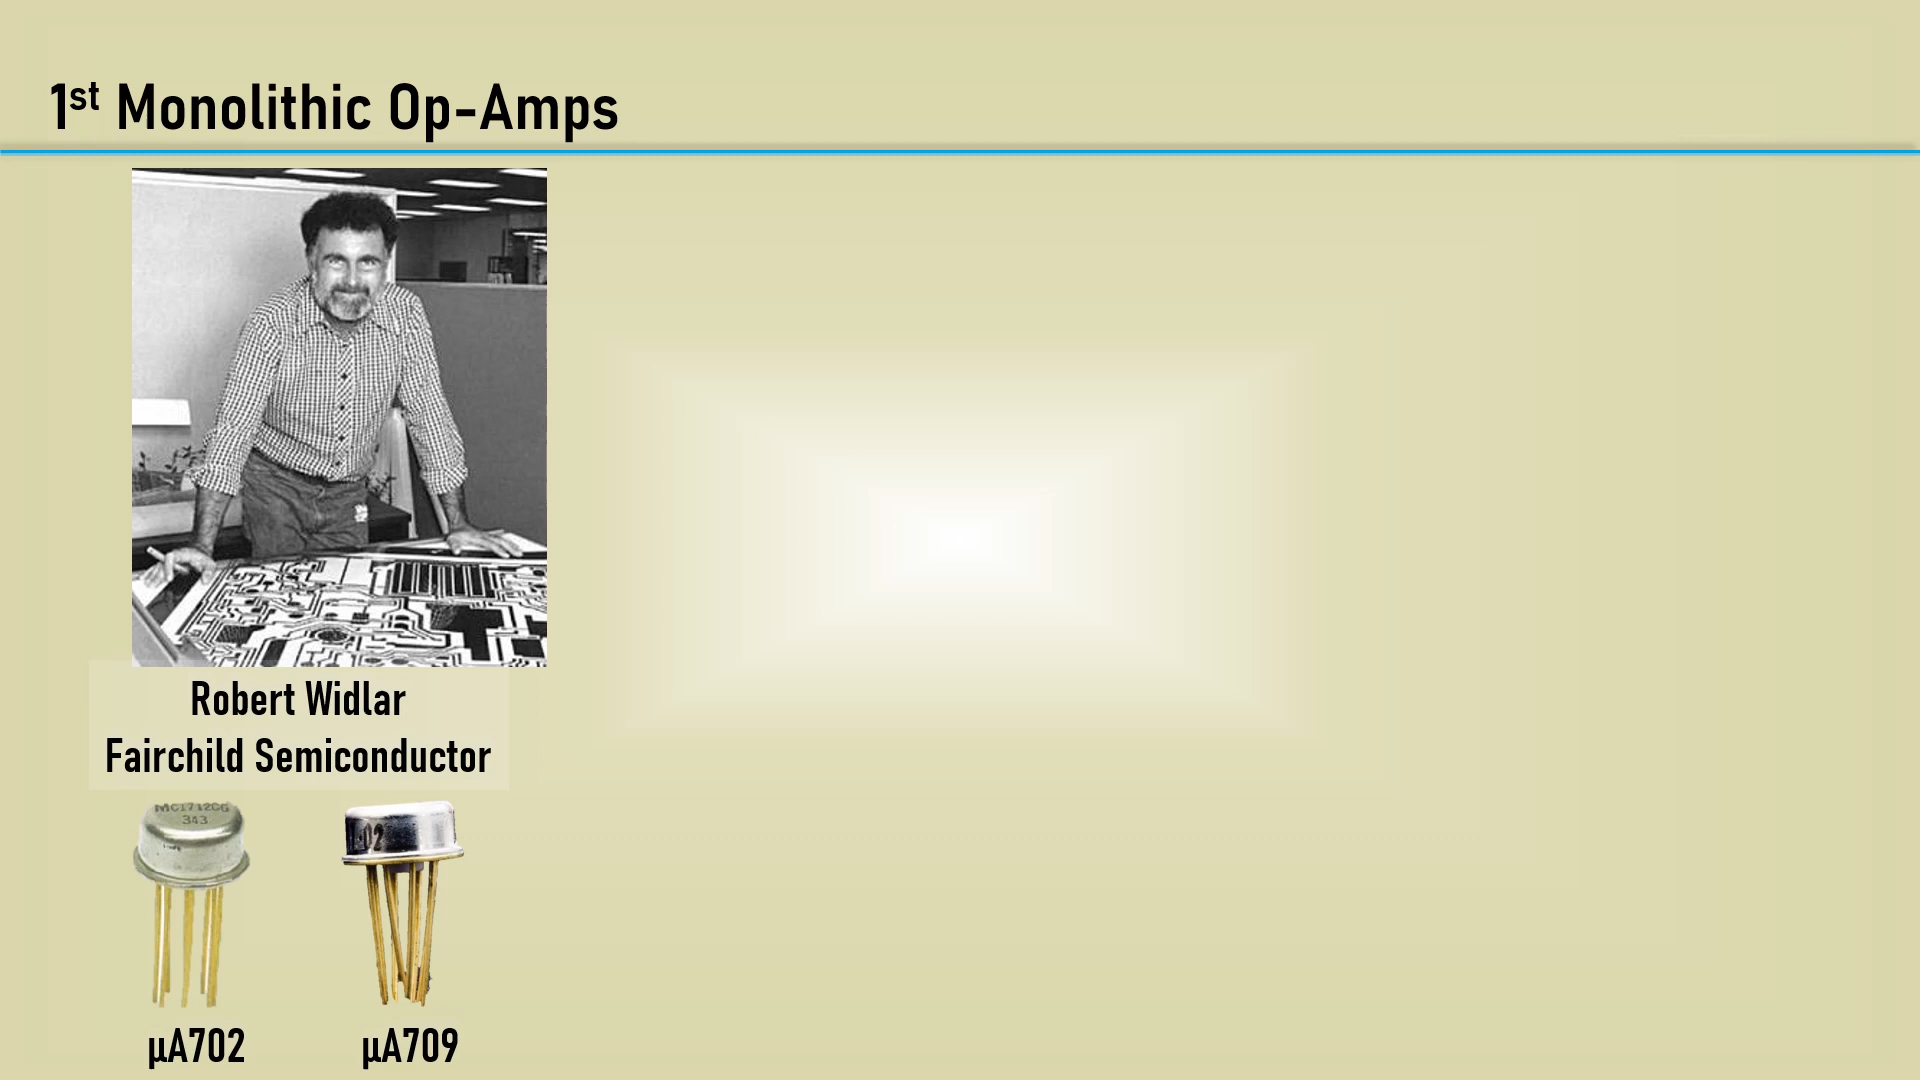 1st Monolithic Op-Amps
Robert Widlar
Fairchild Semiconductor
MC1712CG
343
µA702
µA709